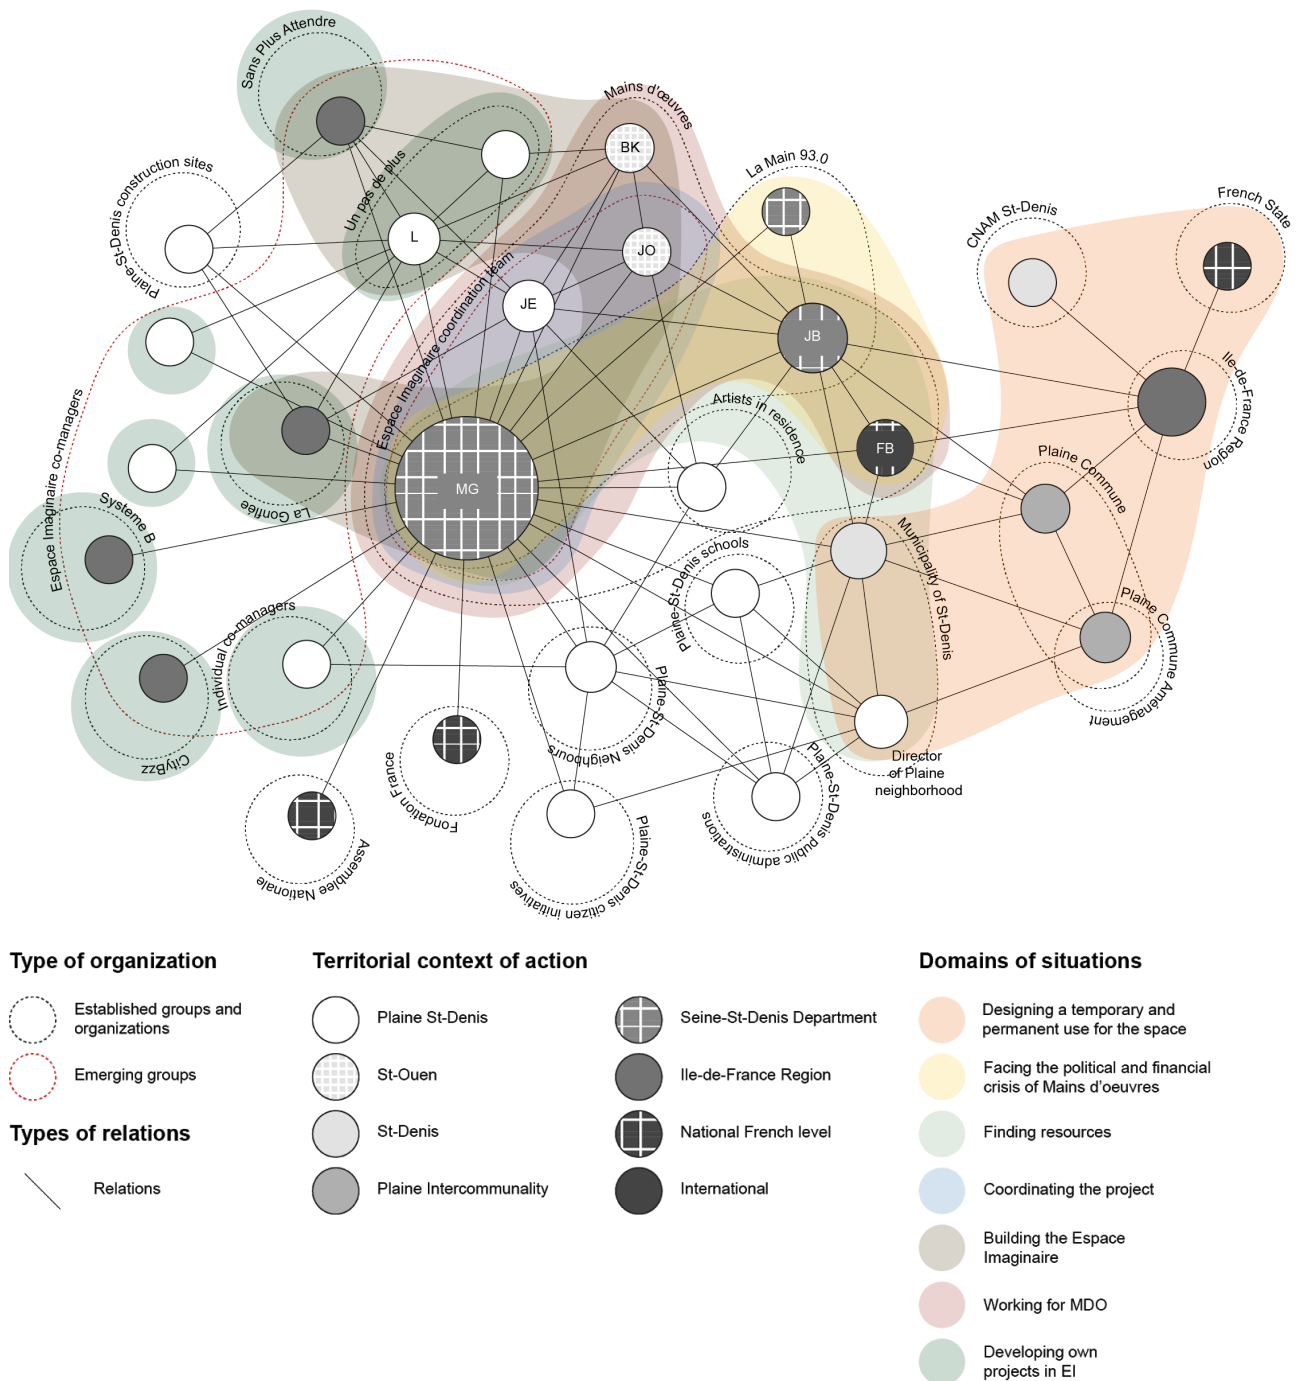 Sans Plus Attendre
Mains d'œuvres
BK
La Main 93.0
French State
CNAM St-Denis
Plaine-St-Denis construction sites
Un pas de plus
L
JO
JE
Espace Imaginaire coordination team
JB
Ile-de-France Region
Artists in residence
FB
Plaine Commune
Espace Imaginaire co-managers
MG
La Gonflée
Systeme B
Municipality of St-Denis
Plaine-St-Denis schools
Plaine Commune Aménagement
Individual co-managers
Plaine-St-Denis Neighbours
CityBzz
Director
of Plaine
neighborhood
Fondation France
Plaine-St-Denis public administrations
Assemblee Nationale
Plaine-St-Denis citizen initiatives
Type of organization
Established groups and
organizations
Emerging groups
Types of relations
Relations
Territorial context of action
Plaine St-Denis
St-Ouen
St-Denis
Plaine Intercommunality
Seine-St-Denis Department
Ile-de-France Region
National French level
International
Domains of situations
Designing a temporary and
permanent use for the space
Facing the political and financial
crisis of Mains d'oeuvres
Finding resources
Coordinating the project
Building the Espace
Imaginaire
Working for MDO
Developing own
projects in EI